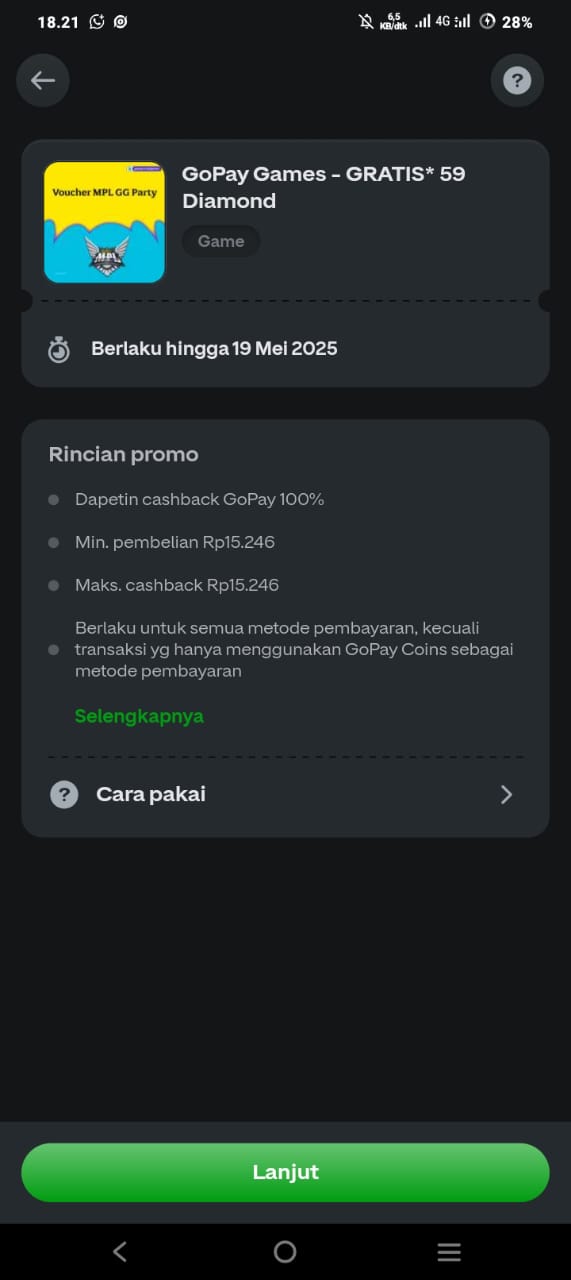 18.21
6,5
KB/dtk
4G
28%
?
Voucher MPL GG Party
MPL
GoPay Games - GRATIS* 59
Diamond
Game
Berlaku hingga 19 Mei 2025
Rincian promo
Dapetin cashback GoPay 100%
Min. pembelian Rp15.246
Maks. cashback Rp15.246
Berlaku untuk semua metode pembayaran, kecuali
transaksi yg hanya menggunakan GoPay Coins sebagai
metode pembayaran
Selengkapnya
? Cara pakai
Lanjut